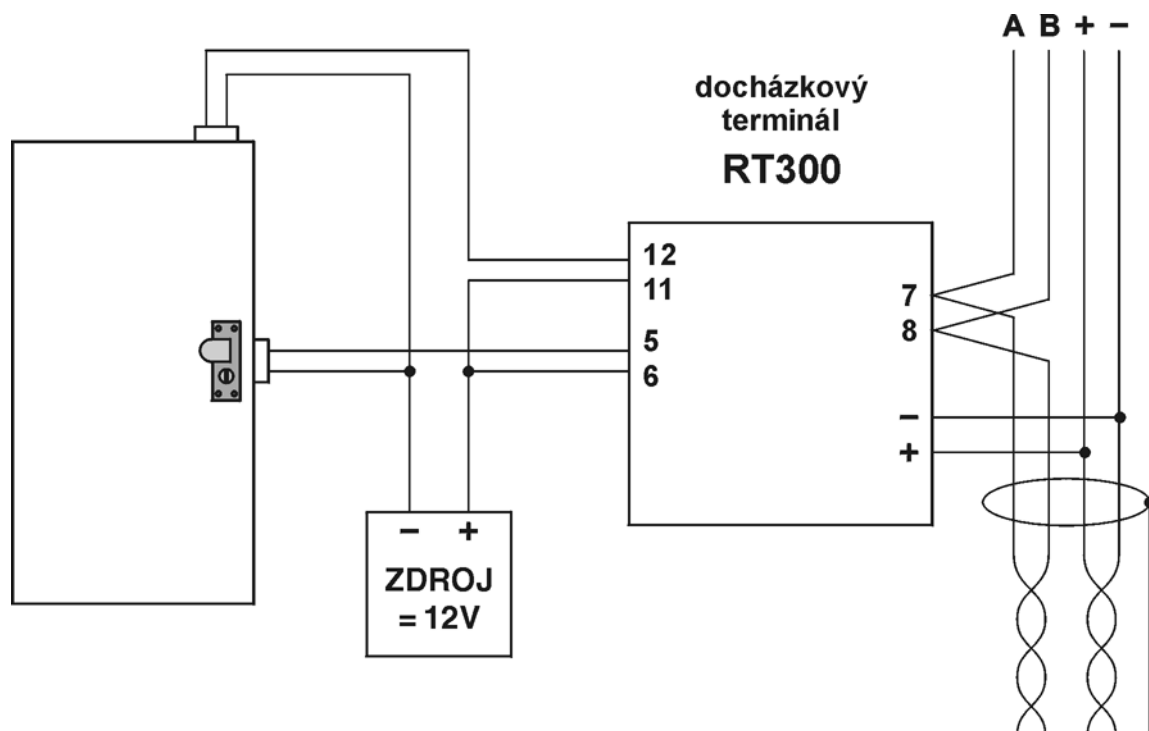 A B + −
docházkový
terminál
RT300
12
11
7
5
8
6
−
+
− +
ZDROJ
= 12V